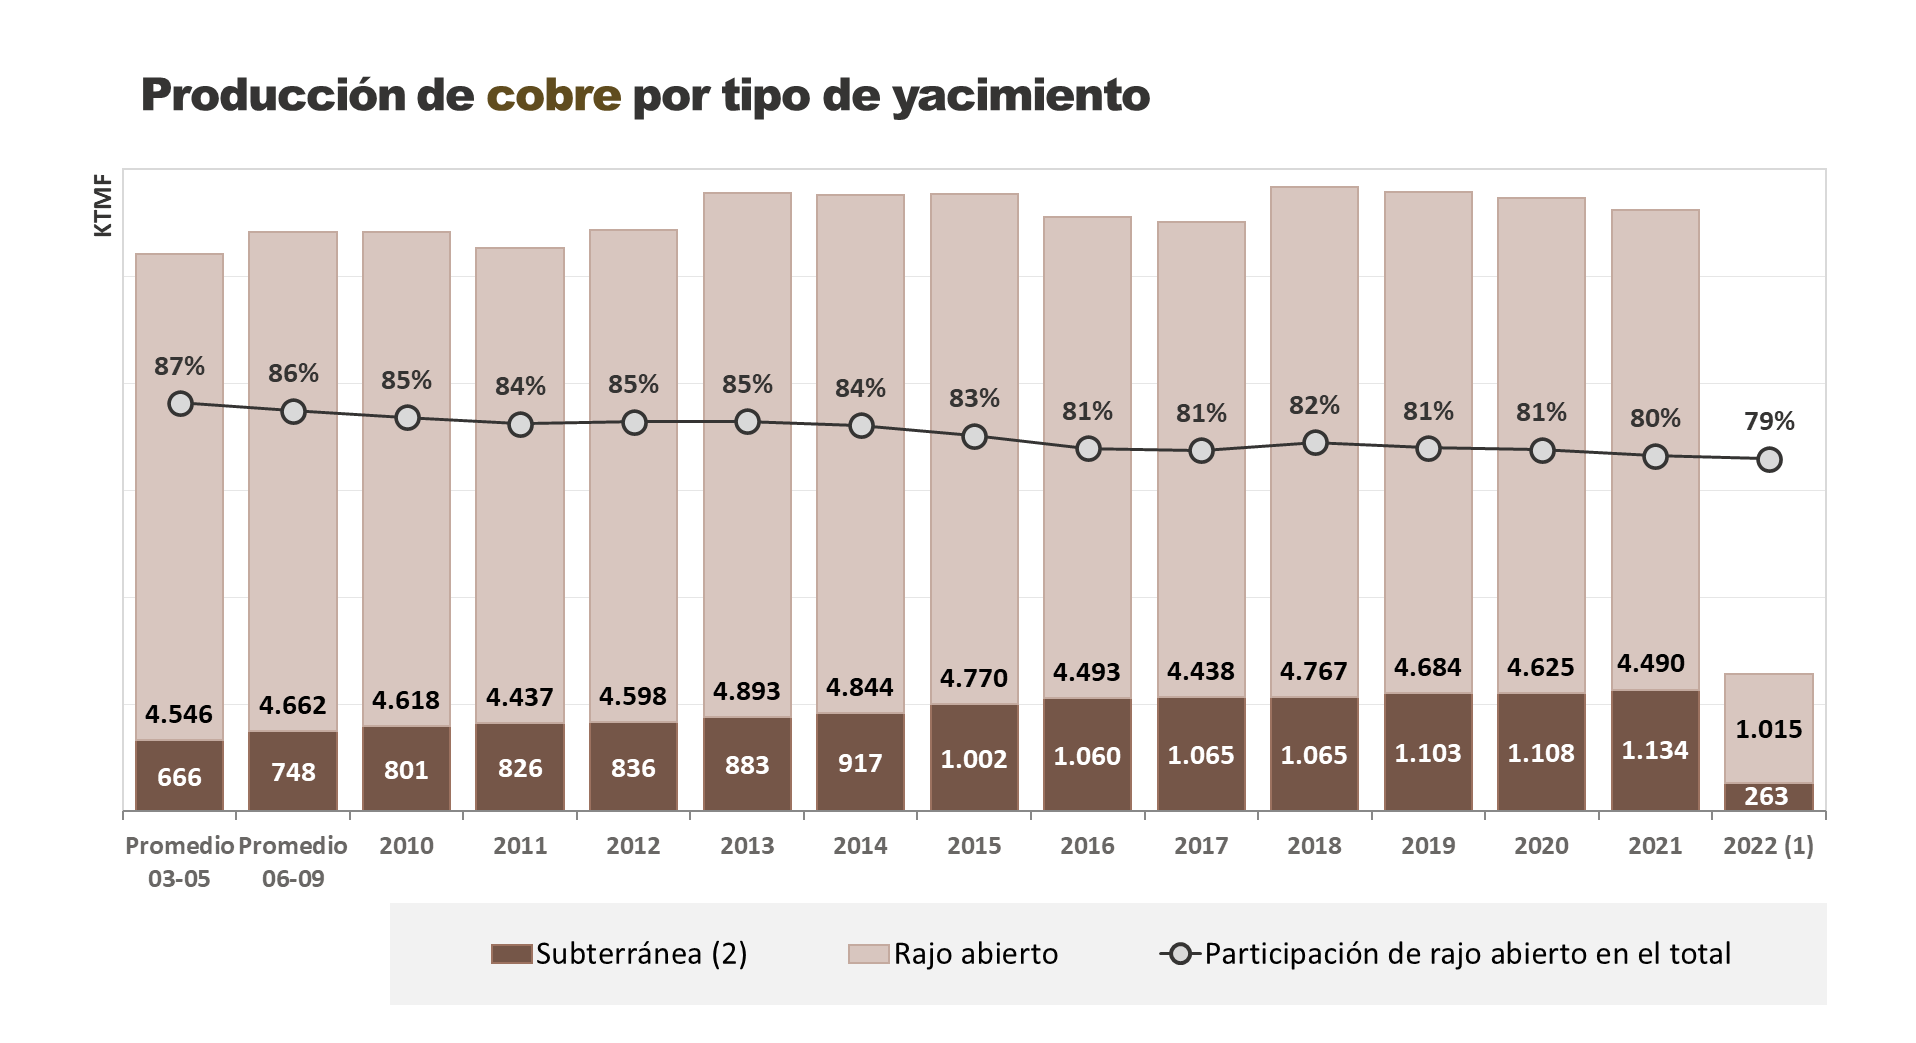 Producción de cobre por tipo de yacimiento
KTMF
87% 86% 85% 84% 85% 85% 84% 83% 81% 81% 82% 81% 81% 80% 79%
4.546 4.662 4.618 4.437 4.598 4.893 4.844 4.770 4.493 4.438 4.767 4.684 4.625 4.490 1.015
666 748 801 826 836 883 917 1.002 1.060 1.065 1.065 1.103 1.108 1.134 263
Promedio Promedio 2010 2011 2012 2013 2014 2015 2016 2017 2018 2019 2020 2021 2022 (1)
03-05 06-09
Subterránea (2) Rajo abierto Participación de rajo abierto en el total